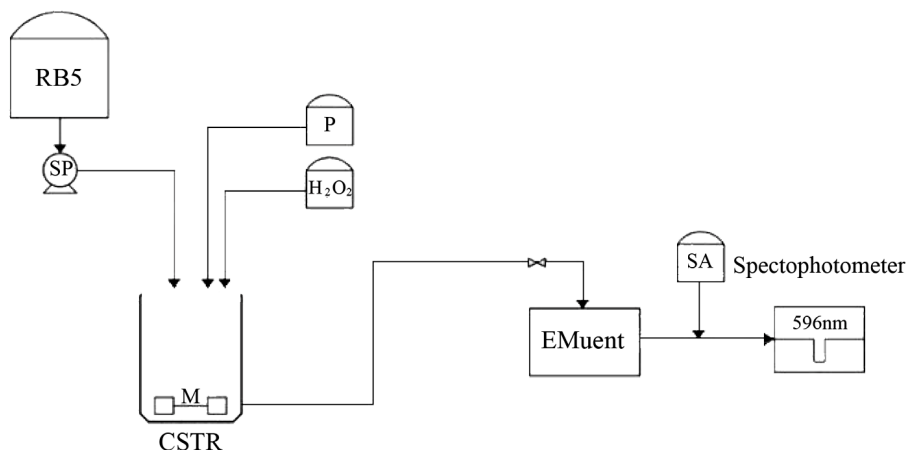 RB5
SP
P
H₂O₂
M
CSTR
EMuent
SA
Spectophotometer
596nm